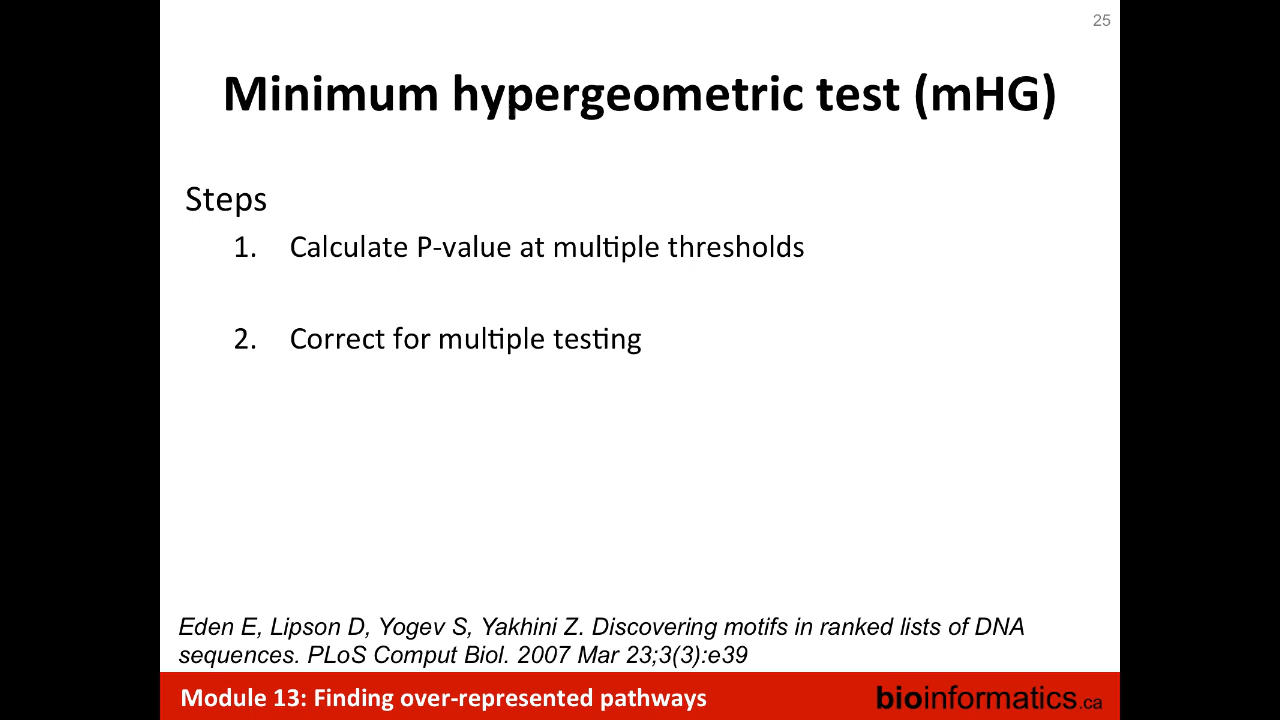 25
Minimum hypergeometric test (mHG)
Steps
1. Calculate P-value at multiple thresholds
2. Correct for multiple testing
Eden E, Lipson D, Yogev S, Yakhini Z. Discovering motifs in ranked lists of DNA
sequences. PLoS Comput Biol. 2007 Mar 23;3(3):e39
Module 13: Finding over-represented pathways
bioinformatics.ca